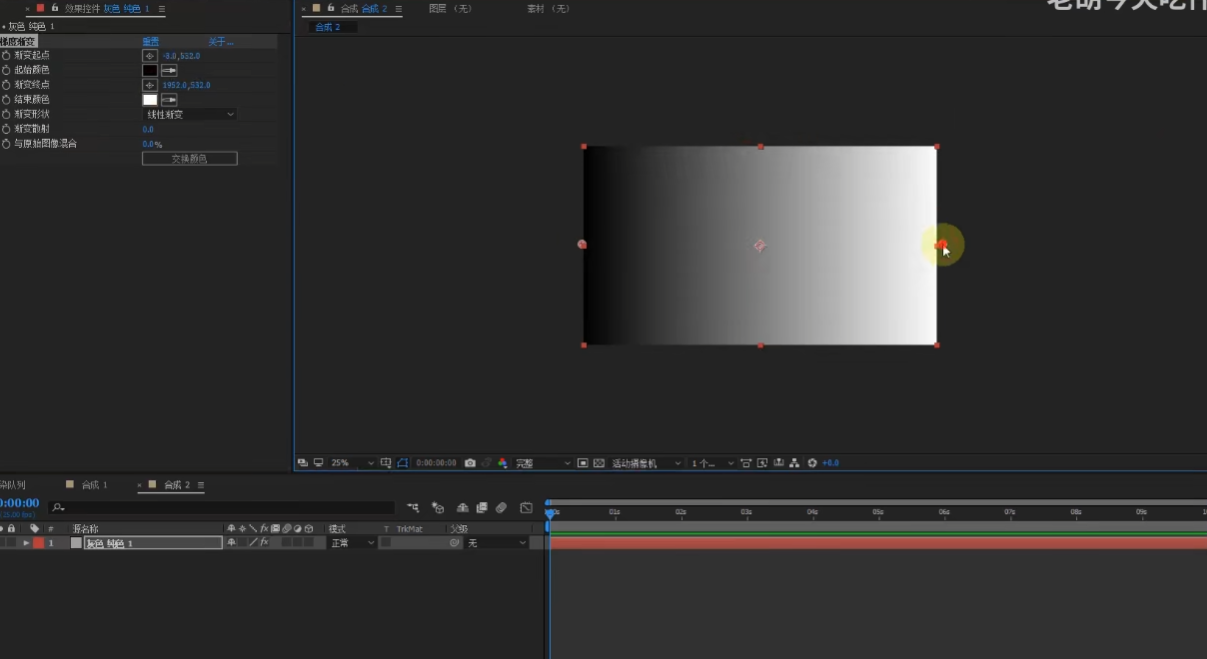 效果控件 灰色 纯色 1
合成 合成 2
图层 (无)
素材 (无)
灰色 纯色 1
合成 2
梯度渐变 重置 关于...
渐变起点 -8.0,532.0
起始颜色
渐变终点 1952.0,532.0
结束颜色
渐变形状 线性渐变
渐变散射 0.0
与原始图像混合 0.0%
交换颜色
25% 0:00:00:00 完整 活动摄像机 1个... +0.0
染队列 合成 1 合成 2
0:00:00
00s 01s 02s 03s 04s 05s 06s 07s 08s 09s
# 源名称 fx 模式 T TrkMat 父级
1 灰色 纯色 1 fx 正常 无